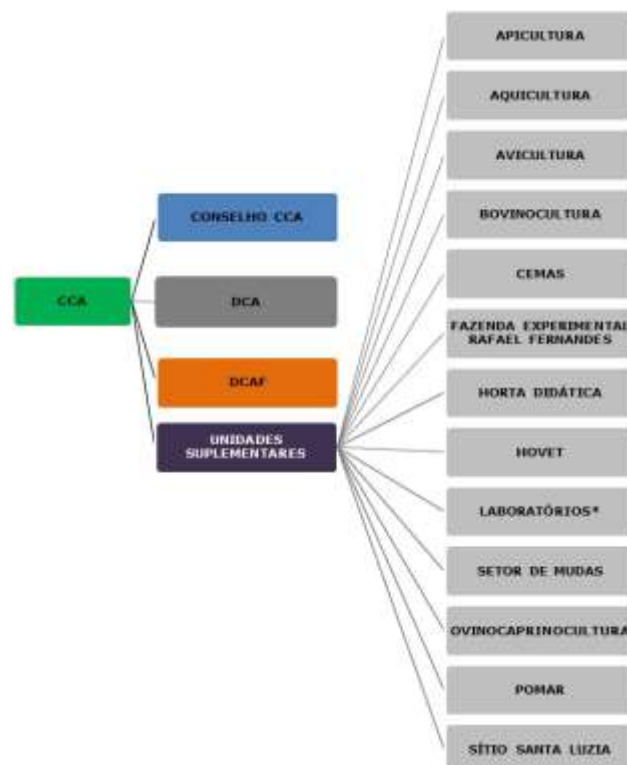 CCA
CONSELHO CCA
DCA
DCAF
UNIDADES
SUPLEMENTARES
APICULTURA
AQUICULTURA
AVICULTURA
BOVINOCULTURA
CEMAS
FAZENDA EXPERIMENTAL
RAFAEL FERNANDES
HORTA DIDÁTICA
HOVET
LABORATÓRIOS*
SETOR DE MUDAS
OVINOCAPRINOCULTURA
POMAR
SÍTIO SANTA LUZIA